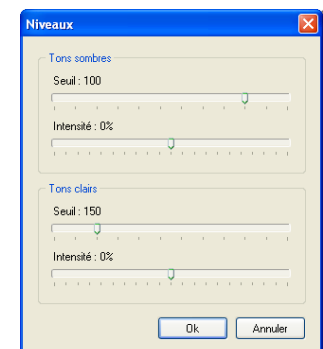 Niveaux
Tons sombres
Seuil : 100
Intensité : 0%
Tons clairs
Seuil : 150
Intensité : 0%
Ok Annuler